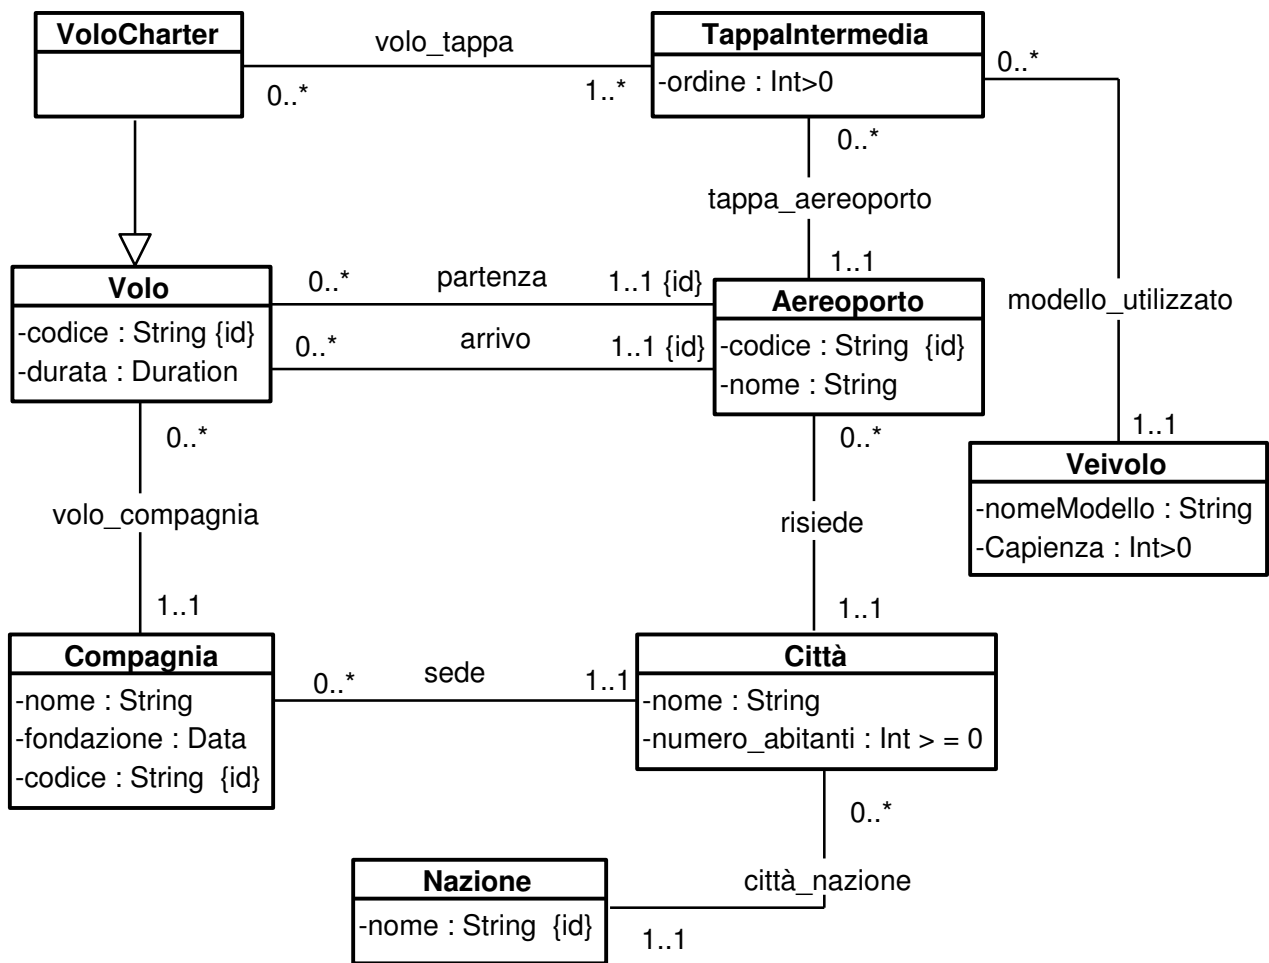 VoloCharter
volo_tappa
0..*
1..*
TappaIntermedia
-ordine : Int>0
0..*
0..*
tappa_aereoporto
1..1
modello_utilizzato
1..1
Volo
-codice : String {id}
-durata : Duration
0..*
partenza
1..1 {id}
0..*
arrivo
1..1 {id}
Aereoporto
-codice : String  {id}
-nome : String
Veivolo
-nomeModello : String
-Capienza : Int>0
0..*
volo_compagnia
1..1
0..*
risiede
1..1
Compagnia
-nome : String
-fondazione : Data
-codice : String  {id}
0..*
sede
1..1
Città
-nome : String
-numero_abitanti : Int > = 0
0..*
città_nazione
1..1
Nazione
-nome : String  {id}